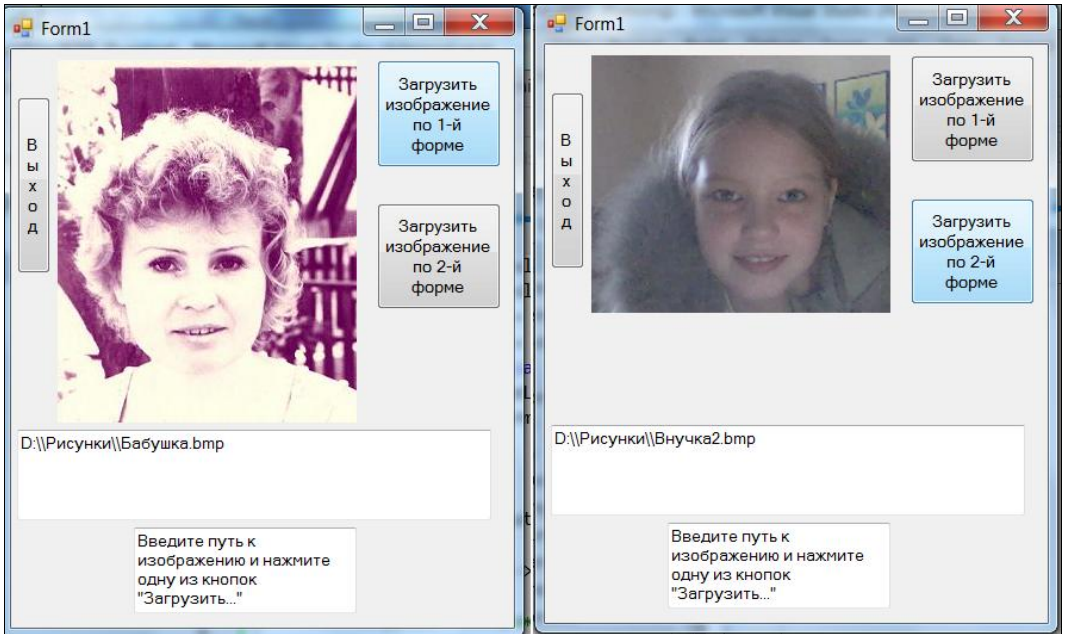 Form1
Загрузить
изображение
по 1-й
форме
В
ы
х
о
д
Загрузить
изображение
по 2-й
форме
D:\\Рисунки\\Бабушка.bmp
Введите путь к
изображению и нажмите
одну из кнопок
"Загрузить..."
Form1
Загрузить
изображение
по 1-й
форме
В
ы
х
о
д
Загрузить
изображение
по 2-й
форме
D:\\Рисунки\\Внучка2.bmp
Введите путь к
изображению и нажмите
одну из кнопок
"Загрузить..."